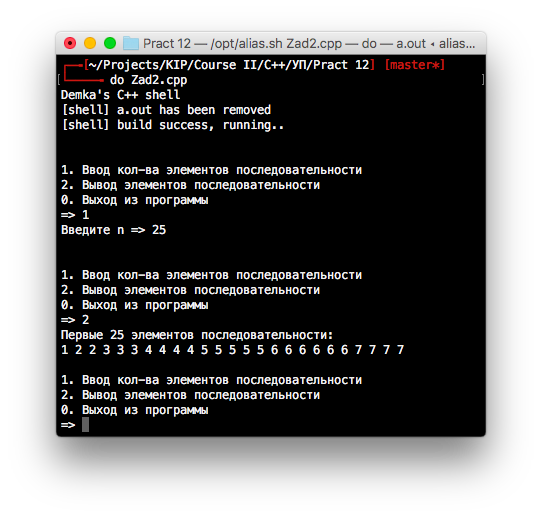 Pract 12 — /opt/alias.sh Zad2.cpp — do — a.out ◂ alias...
[~/Projects/KIP/Course II/C++/УП/Pract 12] [master*]
[ do Zad2.cpp ]
Demka's C++ shell
[shell] a.out has been removed
[shell] build success, running..
1. Ввод кол-ва элементов последовательности
2. Вывод элементов последовательности
0. Выход из программы
=> 1
Введите n => 25
1. Ввод кол-ва элементов последовательности
2. Вывод элементов последовательности
0. Выход из программы
=> 2
Первые 25 элементов последовательности:
1 2 2 3 3 3 4 4 4 4 5 5 5 5 5 6 6 6 6 6 6 7 7 7 7
1. Ввод кол-ва элементов последовательности
2. Вывод элементов последовательности
0. Выход из программы
=>